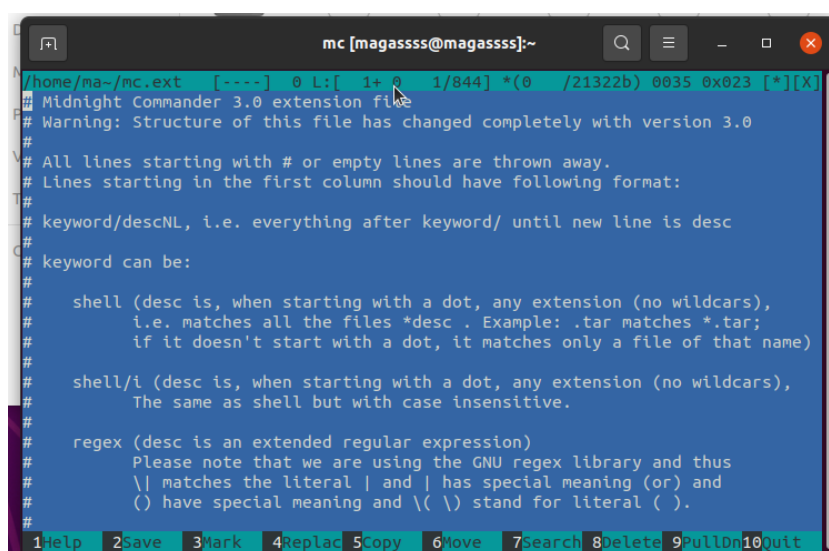 mc [magassss@magassss]:~
/home/ma~/mc.ext [----] 0 L:[ 1+ 0 1/844] *(0 /21322b) 0035 0x023 [*][X]
# Midnight Commander 3.0 extension file
# Warning: Structure of this file has changed completely with version 3.0
#
# All lines starting with # or empty lines are thrown away.
# Lines starting in the first column should have following format:
#
# keyword/descNL, i.e. everything after keyword/ until new line is desc
#
# keyword can be:
#
# shell (desc is, when starting with a dot, any extension (no wildcars),
# i.e. matches all the files *desc . Example: .tar matches *.tar;
# if it doesn't start with a dot, it matches only a file of that name)
#
# shell/i (desc is, when starting with a dot, any extension (no wildcars),
# The same as shell but with case insensitive.
#
# regex (desc is an extended regular expression)
# Please note that we are using the GNU regex library and thus
# \| matches the literal | and | has special meaning (or) and
# () have special meaning and \( \) stand for literal ( ).
#
1Help 2Save 3Mark 4Replac 5Copy 6Move 7Search 8Delete 9PullDn 10Quit